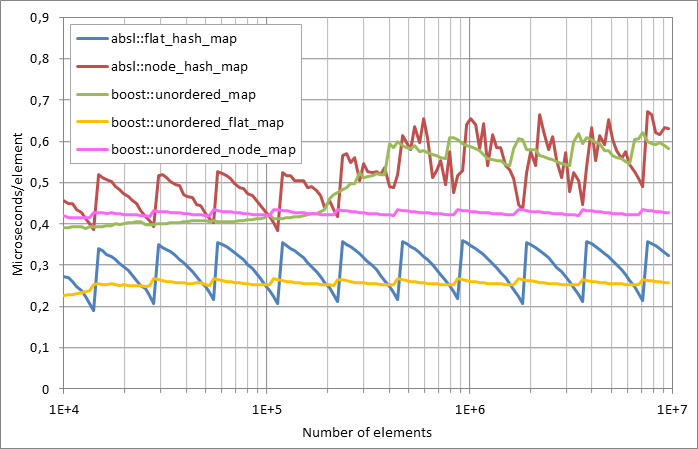 0,9
0,8
0,7
0,6
0,5
0,4
0,3
0,2
0,1
0
Microseconds/element
absl::flat_hash_map
absl::node_hash_map
boost::unordered_map
boost::unordered_flat_map
boost::unordered_node_map
1E+4
1E+5
1E+6
1E+7
Number of elements